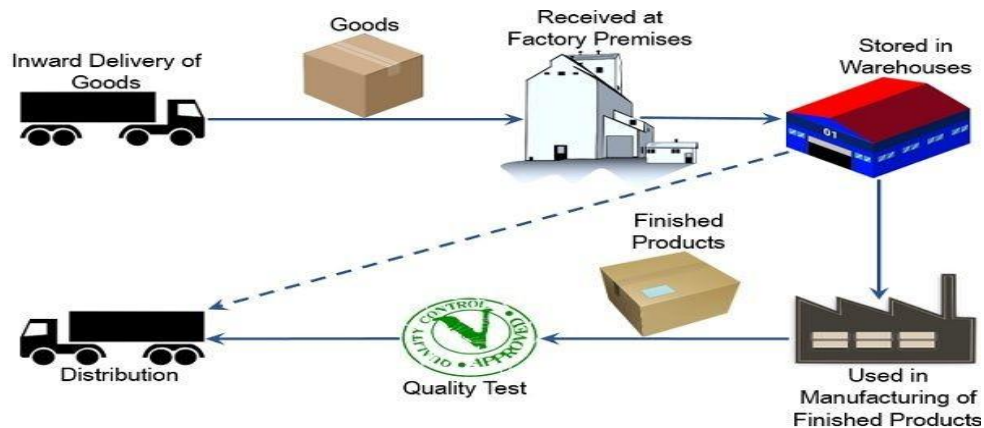 Goods
Received at
Factory Premises
Inward Delivery of
Goods
Stored in
Warehouses
01
Finished
Products
QUALITY CONTROL
APPROVED
Distribution
Quality Test
Used in
Manufacturing of
Finished Products